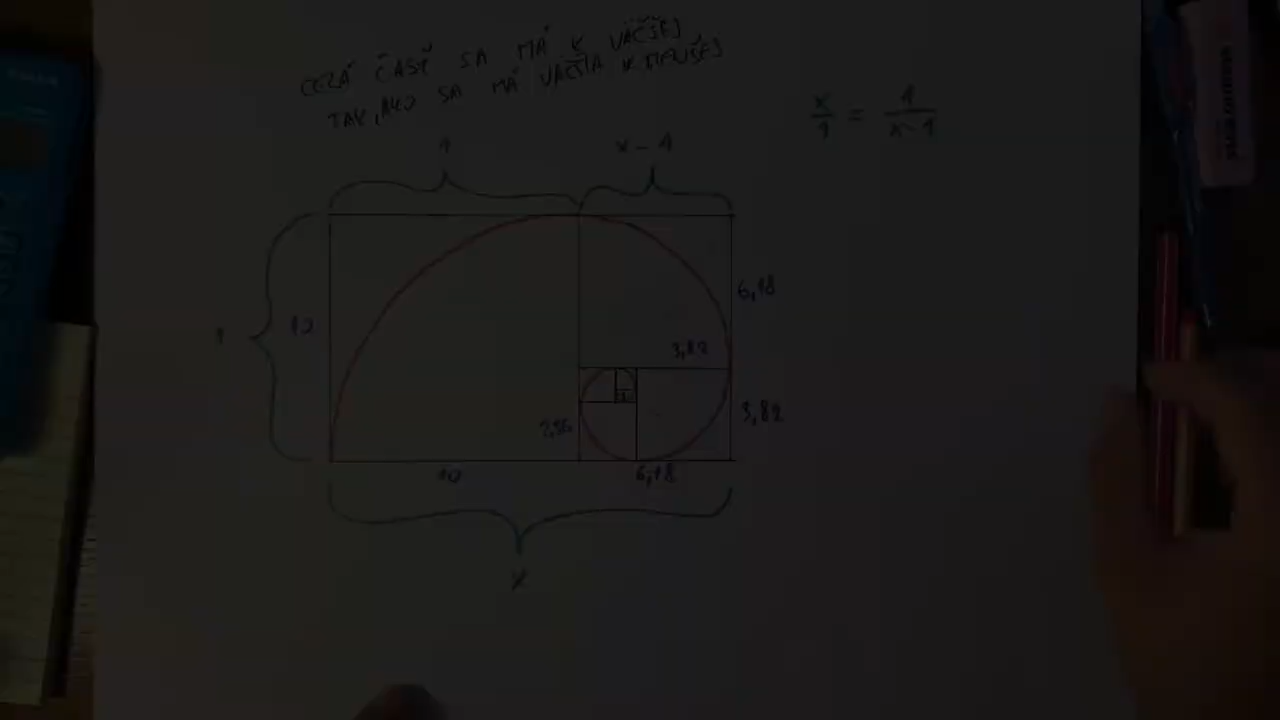 CELÁ ČASŤ SA MÁ K VÄČŠEJ
TAK, AKO SA MÁ VÄČŠIA K MENŠEJ
x/1 = 1/x-1
1
x - 1
1
10
6,18
3,82
3,82
2,36
10
6,18
x